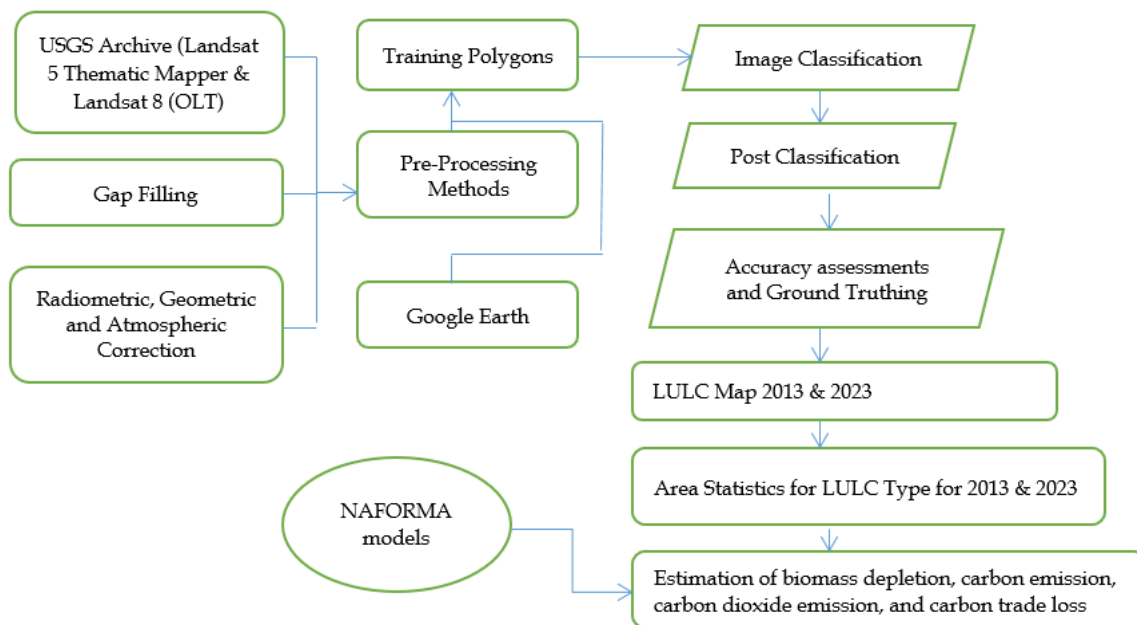 USGS Archive (Landsat
5 Thematic Mapper &
Landsat 8 (OLT)
Gap Filling
Radiometric, Geometric
and Atmospheric
Correction
Training Polygons
Pre-Processing
Methods
Google Earth
Image Classification
Post Classification
Accuracy assessments
and Ground Truthing
LULC Map 2013 & 2023
Area Statistics for LULC Type for 2013 & 2023
NAFORMA
models
Estimation of biomass depletion, carbon emission,
carbon dioxide emission, and carbon trade loss